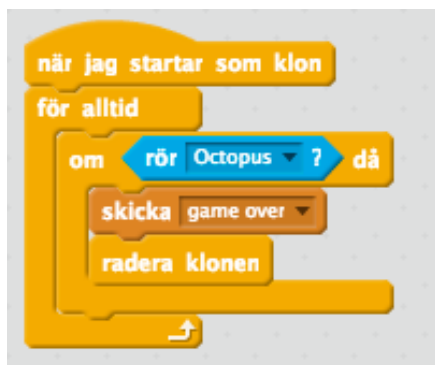 när jag startar som klon
för alltid
om rör Octopus ? då
skicka game over
radera klonen